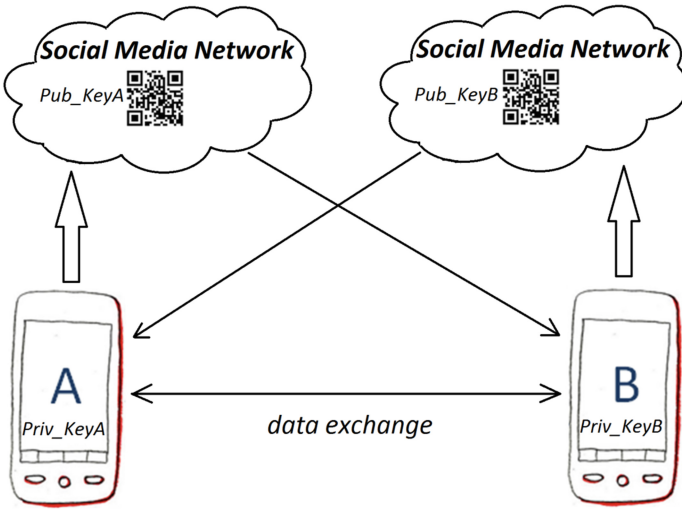 Social Media Network
Pub_KeyA
Social Media Network
Pub_KeyB
A
Priv_KeyA
B
Priv_KeyB
data exchange